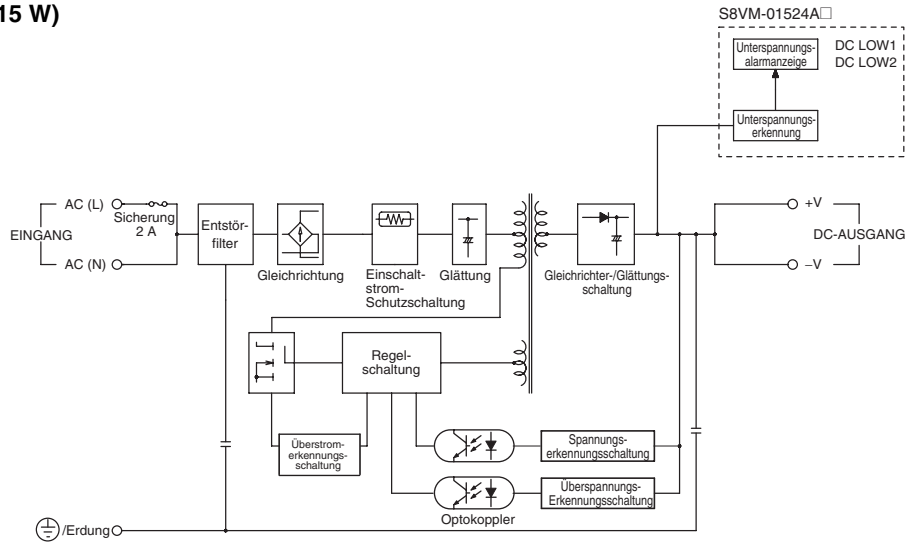 15 W)
S8VM-01524A□
Unterspannungs-
alarmanzeige
DC LOW1
DC LOW2
Unterspannungs-
erkennung
AC (L)
Sicherung
2 A
EINGANG
AC (N)
Entstör-
filter
Gleichrichtung
Einschalt-
strom-
Schutzschaltung
Glättung
Gleichrichter-/Glättungs-
schaltung
+V
DC-AUSGANG
–V
Regel-
schaltung
Überstrom-
erkennungs-
schaltung
Spannungs-
erkennungsschaltung
Überspannungs-
Erkennungsschaltung
Optokoppler
/Erdung